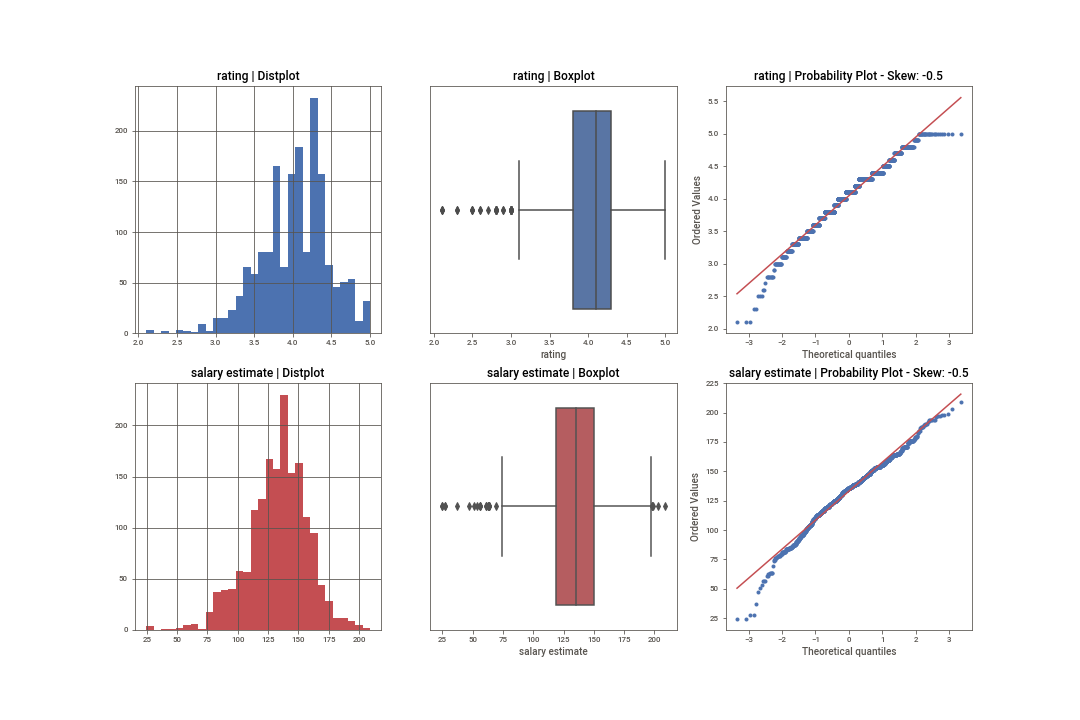 rating | Distplot
200
150
100
50
0
2.0 2.5 3.0 3.5 4.0 4.5 5.0
rating | Boxplot
2.0 2.5 3.0 3.5 4.0 4.5 5.0
rating
rating | Probability Plot - Skew: -0.5
Ordered Values
5.5
5.0
4.5
4.0
3.5
3.0
2.5
2.0
−3 −2 −1 0 1 2 3
Theoretical quantiles
salary estimate | Distplot
200
150
100
50
0
25 50 75 100 125 150 175 200
salary estimate | Boxplot
25 50 75 100 125 150 175 200
salary estimate
salary estimate | Probability Plot - Skew: -0.5
Ordered Values
225
200
175
150
125
100
75
50
25
−3 −2 −1 0 1 2 3
Theoretical quantiles